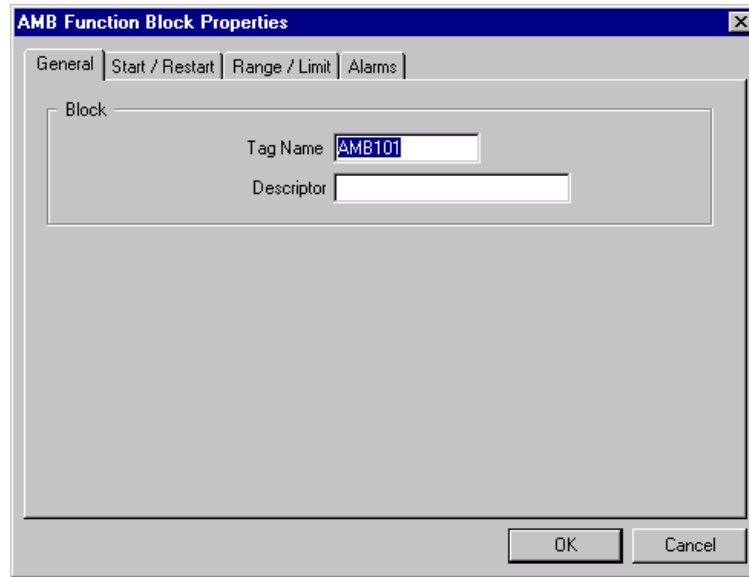 AMB Function Block Properties
General Start / Restart Range / Limit Alarms
Block
Tag Name AMB101
Descriptor
OK Cancel